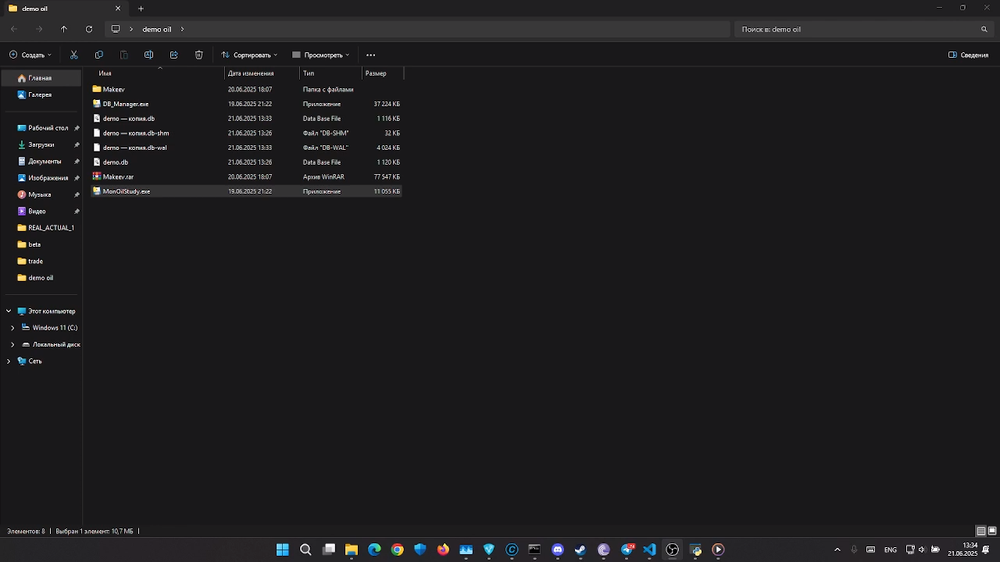 demo oil
demo oil
Поиск в: demo oil
Создать
Сортировать
Просмотреть
Сведения
Имя Дата изменения Тип Размер
Makeev 20.06.2025 18:07 Папка с файлами
DB_Manager.exe 19.06.2025 21:22 Приложение 37 224 КБ
demo — копия.db 21.06.2025 13:33 Data Base File 1 116 КБ
demo — копия.db-shm 21.06.2025 13:26 Файл "DB-SHM" 32 КБ
demo — копия.db-wal 21.06.2025 13:33 Файл "DB-WAL" 4 024 КБ
demo.db 21.06.2025 13:26 Data Base File 1 120 КБ
Makeev.rar 20.06.2025 18:07 Архив WinRAR 77 547 КБ
MonOilStudy.exe 19.06.2025 21:22 Приложение 11 055 КБ
Главная
Галерея
Рабочий стол
Загрузки
Документы
Изображения
Музыка
Видео
REAL_ACTUAL_1
beta
trade
demo oil
Этот компьютер
Windows 11 (C:)
Локальный диск
Сеть
Элементов: 8 Выбран 1 элемент: 10,7 МБ
ENG
13:34
21.06.2025